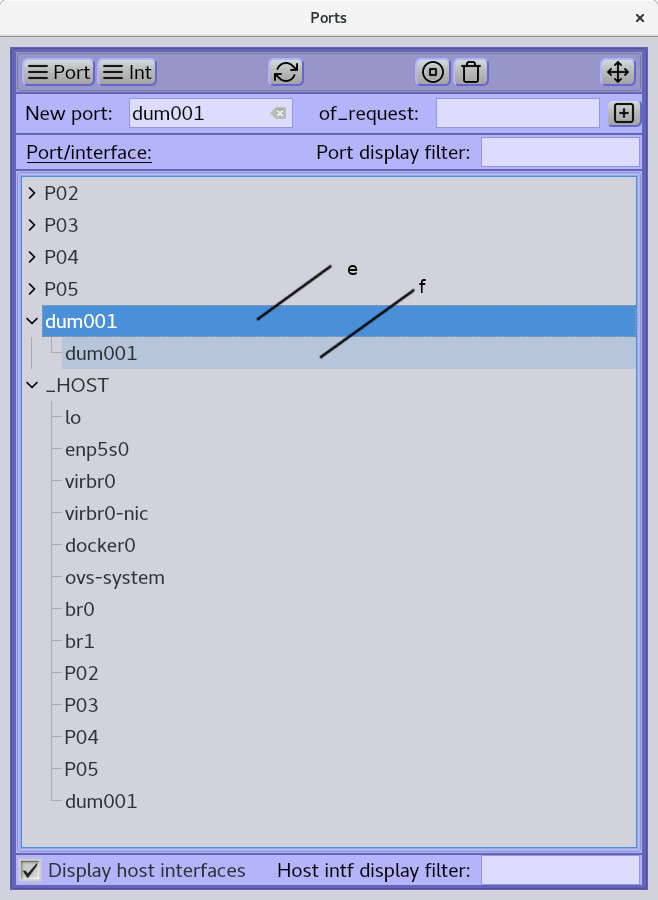 Ports
Port Int
New port: dum001 of_request:
Port/interface: Port display filter:
P02
P03
P04
e
f
P05
dum001
dum001
_HOST
lo
enp5s0
virbr0
virbr0-nic
docker0
ovs-system
br0
br1
P02
P03
P04
P05
dum001
Display host interfaces Host intf display filter: